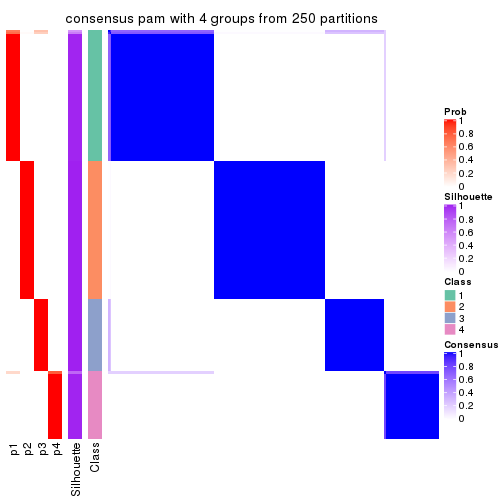 consensus pam with 4 groups from 250 partitions
Prob
1
0.8
0.6
0.4
0.2
0
Silhouette
1
0.8
0.6
0.4
0.2
0
Class
1
2
3
4
Consensus
1
0.8
0.6
0.4
0.2
0
p1
p2
p3
p4
Silhouette
Class